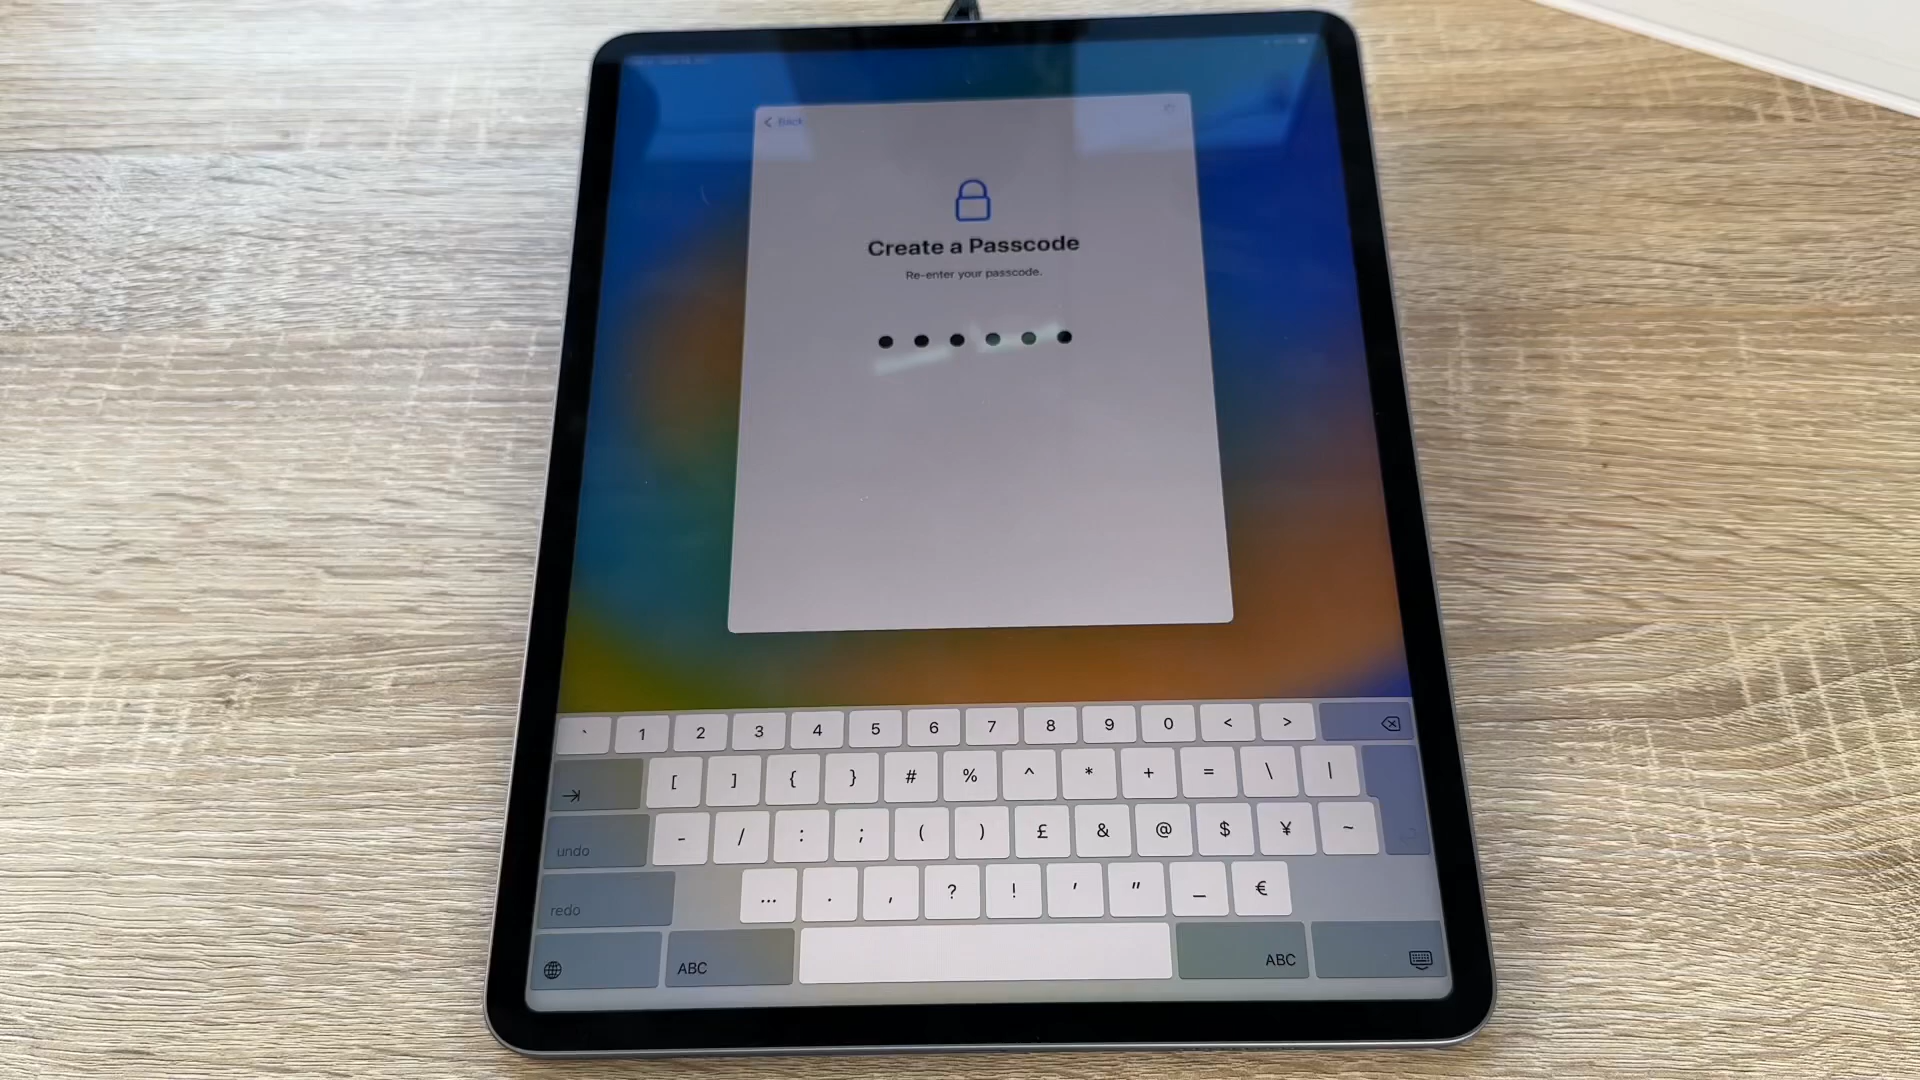 Back
Create a Passcode
Re-enter your passcode.
` 1 2 3 4 5 6 7 8 9 0 < >
[ ] { } # % ^ * + = \ |
undo - / : ; ( ) £ & @ $ ¥ ~
redo … . , ? ! ' " _ €
ABC ABC